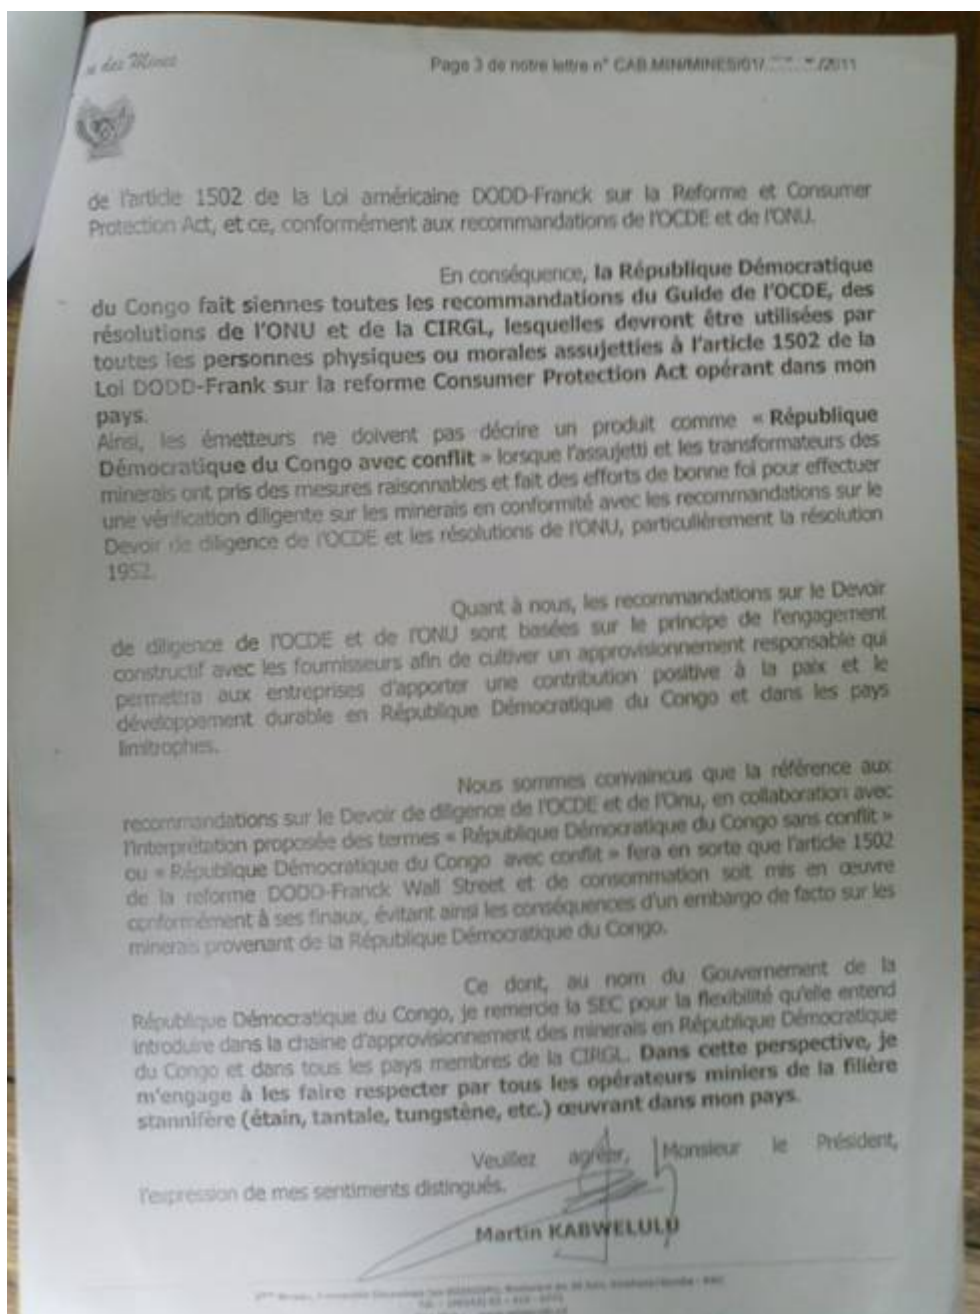 des Mines
Page 3 de notre lettre n° CAB.MIN/MINES/01/ /2011
de l'article 1502 de la Loi américaine DODD-Franck sur la Reforme et Consumer
Protection Act, et ce, conformément aux recommandations de l'OCDE et de l'ONU.
En conséquence, la République Démocratique
du Congo fait siennes toutes les recommandations du Guide de l'OCDE, des
résolutions de l'ONU et de la CIRGL, lesquelles devront être utilisées par
toutes les personnes physiques ou morales assujetties à l'article 1502 de la
Loi DODD-Frank sur la reforme Consumer Protection Act opérant dans mon
pays.
Ainsi, les émetteurs ne doivent pas décrire un produit comme « République
Démocratique du Congo avec conflit » lorsque l'assujetti et les transformateurs des
minerais ont pris des mesures raisonnables et fait des efforts de bonne foi pour effectuer
une vérification diligente sur les minerais en conformité avec les recommandations sur le
Devoir de diligence de l'OCDE et les résolutions de l'ONU, particulièrement la résolution
1952.
Quant à nous, les recommandations sur le Devoir
de diligence de l'OCDE et de l'ONU sont basées sur le principe de l'engagement
constructif avec les fournisseurs afin de cultiver un approvisionnement responsable qui
permettra aux entreprises d'apporter une contribution positive à la paix et le
développement durable en République Démocratique du Congo et dans les pays
limitrophes.
Nous sommes convaincus que la référence aux
recommandations sur le Devoir de diligence de l'OCDE et de l'Onu, en collaboration avec
l'interprétation proposée des termes « République Démocratique du Congo sans conflit »
ou « République Démocratique du Congo avec conflit » fera en sorte que l'article 1502
de la reforme DODD-Franck Wall Street et de consommation soit mis en œuvre
conformément à ses finaux, évitant ainsi les conséquences d'un embargo de facto sur les
minerais provenant de la République Démocratique du Congo.
Ce dont, au nom du Gouvernement de la
République Démocratique du Congo, je remercie la SEC pour la flexibilité qu'elle entend
introduire dans la chaine d'approvisionnement des minerais en République Démocratique
du Congo et dans tous les pays membres de la CIRGL. Dans cette perspective, je
m'engage à les faire respecter par tous les opérateurs miniers de la filière
stannifère (étain, tantale, tungstène, etc.) œuvrant dans mon pays.
Veuillez agréer, Monsieur le Président,
l'expression de mes sentiments distingués.
Martin KABWELULU